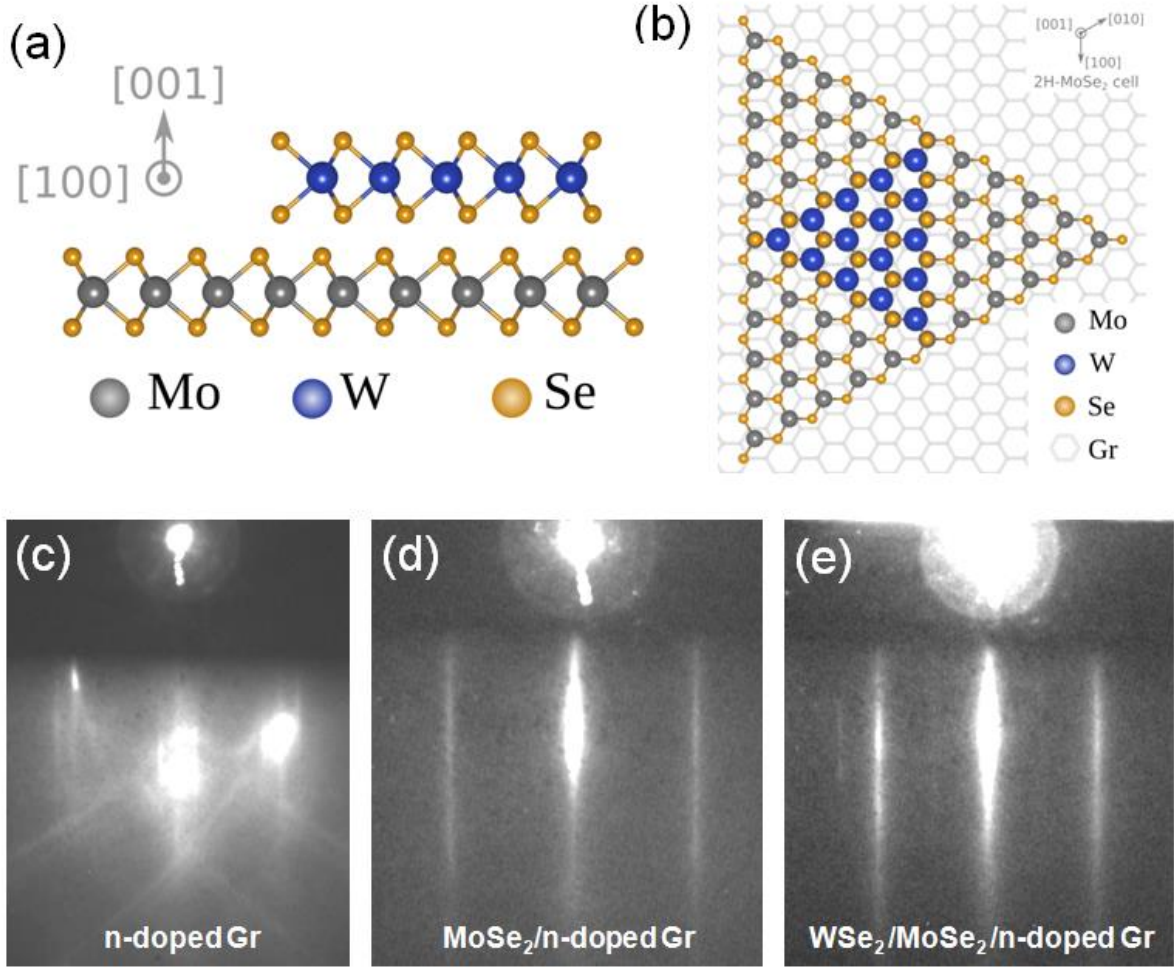 (a)
[001]
[100]
Mo
W
Se
(b)
[001]
[010]
[100]
2H-MoSe₂ cell
Mo
W
Se
Gr
(c)
n-doped Gr
(d)
MoSe₂/n-doped Gr
(e)
WSe₂/MoSe₂/n-doped Gr